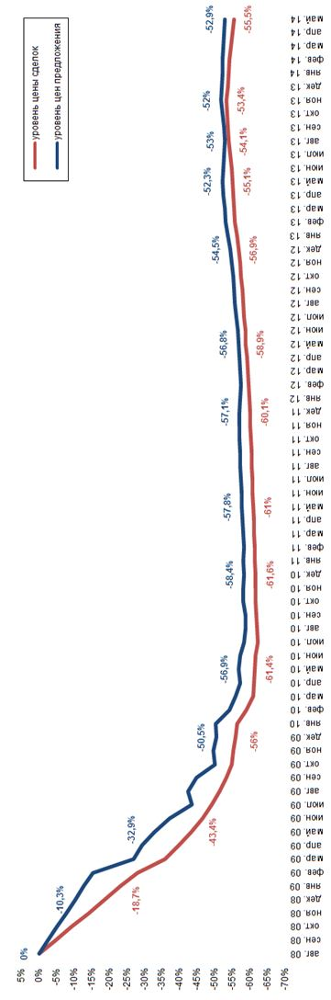 уровень цены сделок
уровень цен предложения
5%
0%
-5%
-10%
-15%
-20%
-25%
-30%
-35%
-40%
-45%
-50%
-55%
-60%
-65%
-70%
0%
-10,3%
-32,9%
-50,5%
-56,9%
-58,4%
-57,8%
-57,1%
-56,8%
-54,5%
-52,3%
-53%
-52%
-52,9%
-18,7%
-43,4%
-56%
-61,4%
-61,6%
-61%
-60,1%
-58,9%
-56,9%
-55,1%
-54,1%
-53,4%
-55,5%
авг. 08
сен. 08
окт. 08
ноя. 08
дек. 08
янв. 09
фев. 09
мар. 09
апр. 09
май. 09
июн. 09
июл. 09
авг. 09
сен. 09
окт. 09
ноя. 09
дек. 09
янв. 10
фев. 10
мар. 10
апр. 10
май. 10
июн. 10
июл. 10
авг. 10
сен. 10
окт. 10
ноя. 10
дек. 10
янв. 11
фев. 11
мар. 11
апр. 11
май. 11
июн. 11
июл. 11
авг. 11
сен. 11
окт. 11
ноя. 11
дек. 11
янв. 12
фев. 12
мар. 12
апр. 12
май. 12
июн. 12
июл. 12
авг. 12
сен. 12
окт. 12
ноя. 12
дек. 12
янв. 13
фев. 13
мар. 13
апр. 13
май. 13
июн. 13
июл. 13
авг. 13
сен. 13
окт. 13
ноя. 13
дек. 13
янв. 14
фев. 14
мар. 14
апр. 14
май. 14